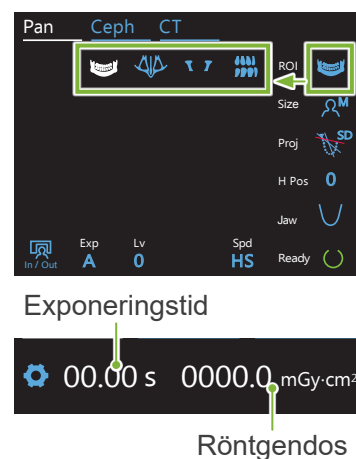 Pan Ceph CT
ROI
Size M
Proj SD
H Pos 0
Jaw
Exp Lv Spd
In / Out A 0 HS Ready
Exponeringstid
00.00 s 0000.0 mGy·cm²
Röntgendos